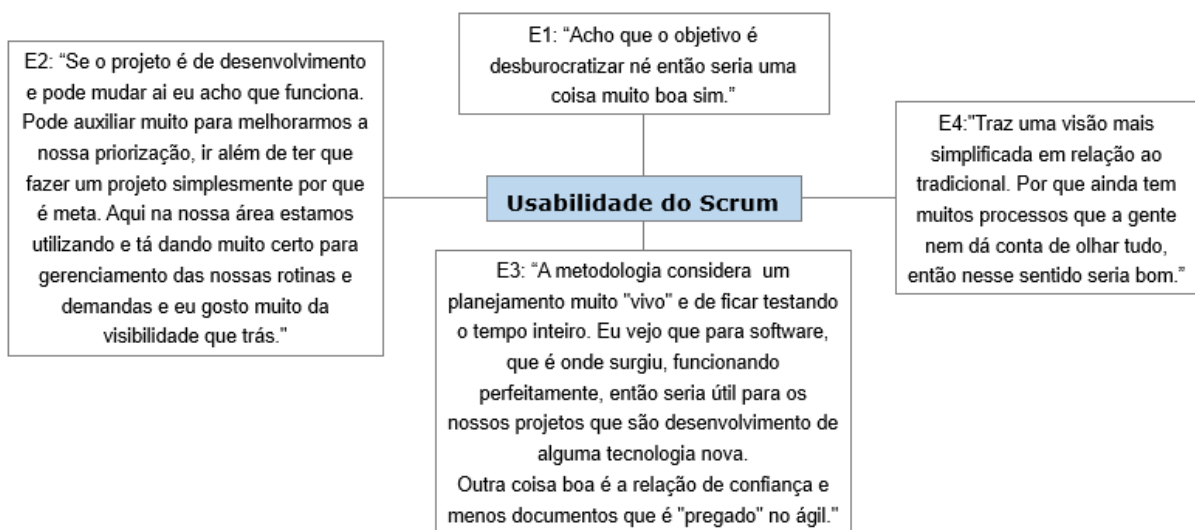 E1: “Acho que o objetivo é
desburocratizar né então seria uma
coisa muito boa sim.”
E2: “Se o projeto é de desenvolvimento
e pode mudar ai eu acho que funciona.
Pode auxiliar muito para melhorarmos a
nossa priorização, ir além de ter que
fazer um projeto simplesmente por que
é meta. Aqui na nossa área estamos
utilizando e tá dando muito certo para
gerenciamento das nossas rotinas e
demandas e eu gosto muito da
visibilidade que trás."
Usabilidade do Scrum
E4:"Traz uma visão mais
simplificada em relação ao
tradicional. Por que ainda tem
muitos processos que a gente
nem dá conta de olhar tudo,
então nesse sentido seria bom.”
E3: “A metodologia considera um
planejamento muito "vivo" e de ficar testando
o tempo inteiro. Eu vejo que para software,
que é onde surgiu, funcionando
perfeitamente, então seria útil para os
nossos projetos que são desenvolvimento de
alguma tecnologia nova.
Outra coisa boa é a relação de confiança e
menos documentos que é "pregado" no ágil."